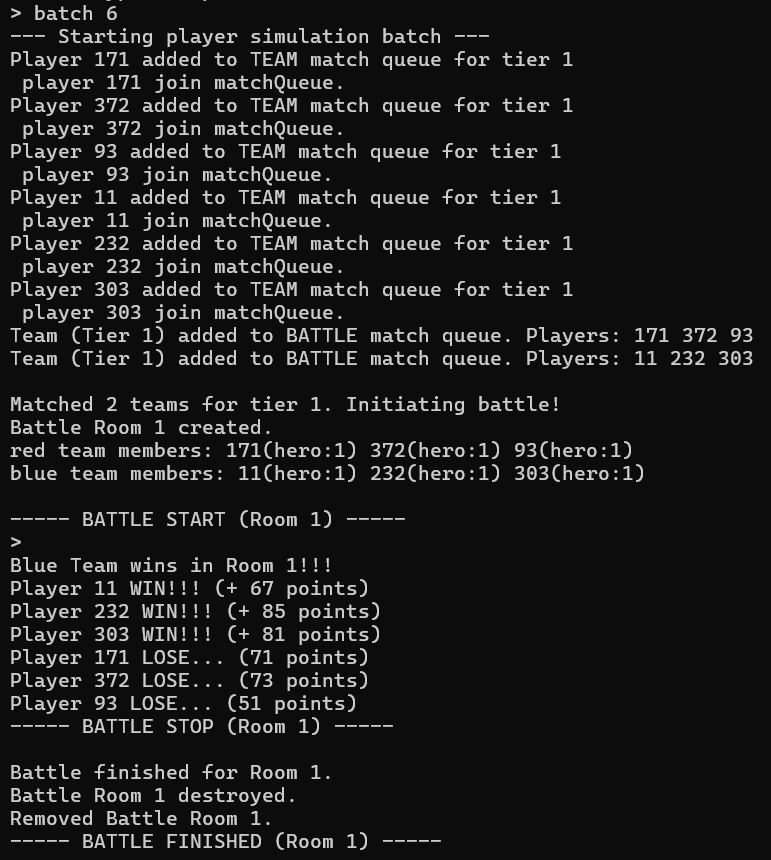 > batch 6
--- Starting player simulation batch ---
Player 171 added to TEAM match queue for tier 1
 player 171 join matchQueue.
Player 372 added to TEAM match queue for tier 1
 player 372 join matchQueue.
Player 93 added to TEAM match queue for tier 1
 player 93 join matchQueue.
Player 11 added to TEAM match queue for tier 1
 player 11 join matchQueue.
Player 232 added to TEAM match queue for tier 1
 player 232 join matchQueue.
Player 303 added to TEAM match queue for tier 1
 player 303 join matchQueue.
Team (Tier 1) added to BATTLE match queue. Players: 171 372 93
Team (Tier 1) added to BATTLE match queue. Players: 11 232 303

Matched 2 teams for tier 1. Initiating battle!
Battle Room 1 created.
red team members: 171(hero:1) 372(hero:1) 93(hero:1)
blue team members: 11(hero:1) 232(hero:1) 303(hero:1)

----- BATTLE START (Room 1) -----
>
Blue Team wins in Room 1!!!
Player 11 WIN!!! (+ 67 points)
Player 232 WIN!!! (+ 85 points)
Player 303 WIN!!! (+ 81 points)
Player 171 LOSE... (71 points)
Player 372 LOSE... (73 points)
Player 93 LOSE... (51 points)
----- BATTLE STOP (Room 1) -----

Battle finished for Room 1.
Battle Room 1 destroyed.
Removed Battle Room 1.
----- BATTLE FINISHED (Room 1) -----